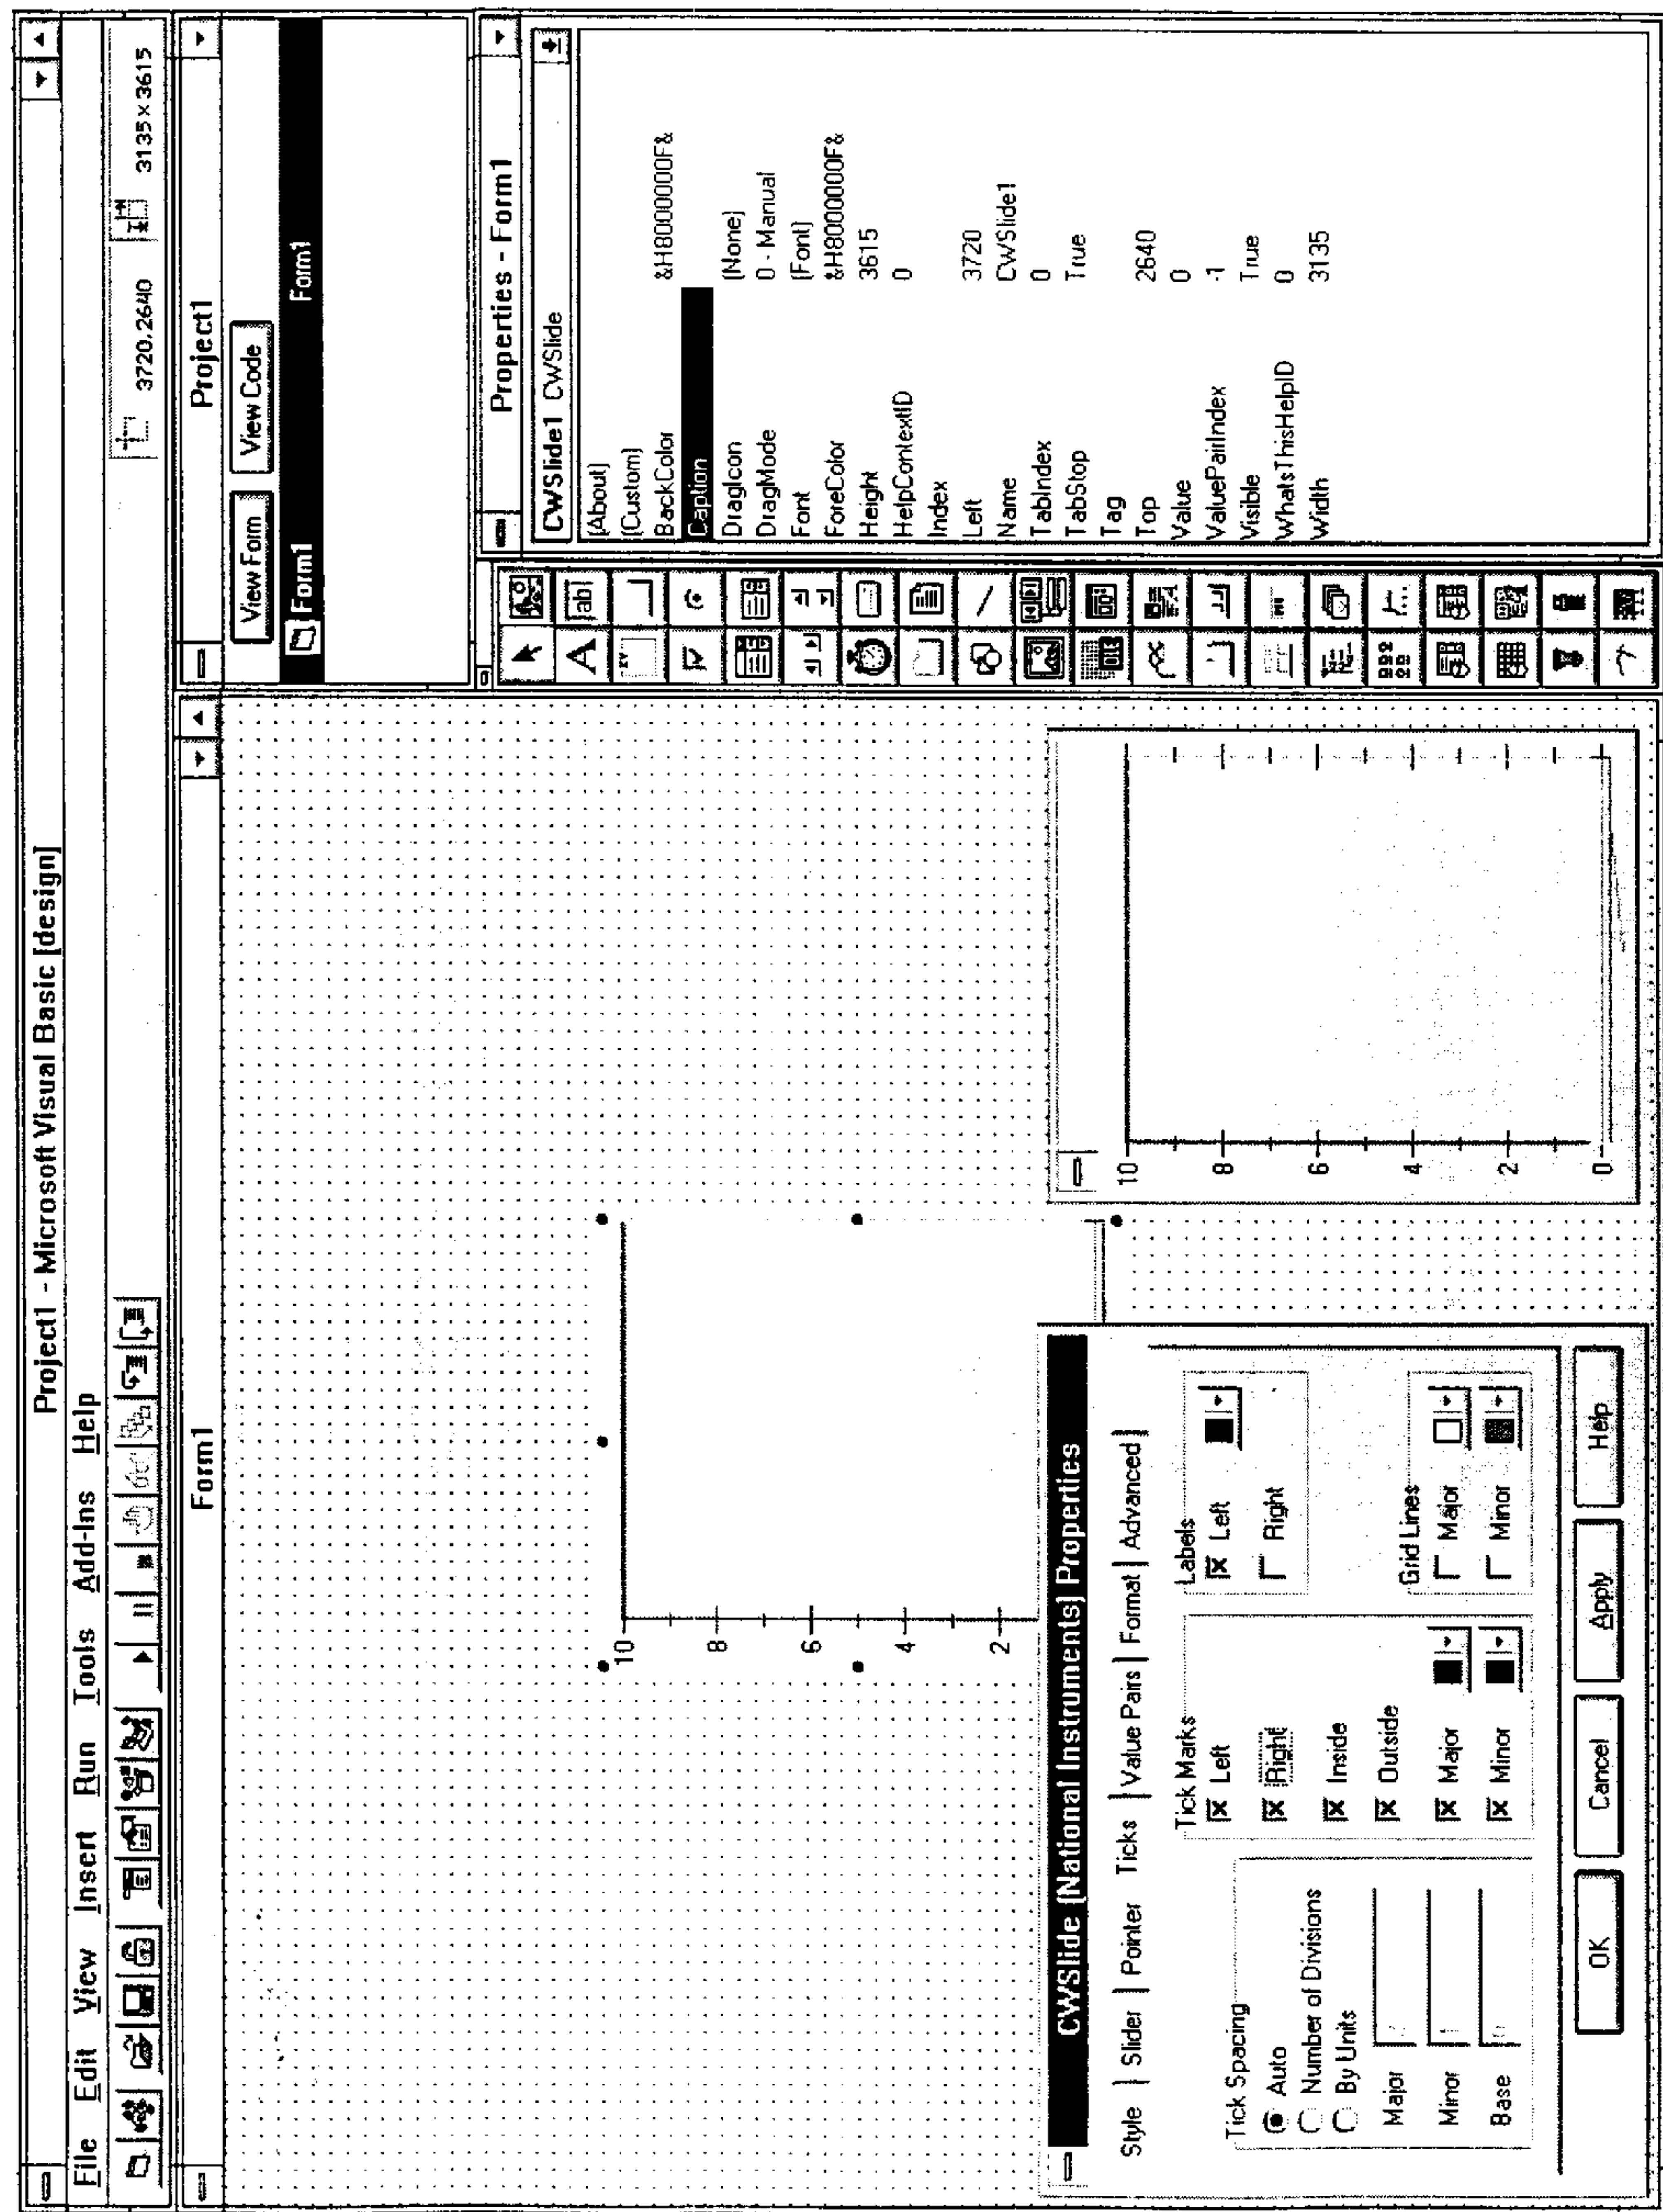 Project1 - Microsoft Visual Basic [design]
File Edit View Insert Run Tools Add-Ins Help
3720,2640 3135×3615
Form1
10
8
6
4
2
CWSlide [National Instruments] Properties
Style Slider Pointer Ticks Value Pairs Format Advanced
Tick Spacing
Auto
Number of Divisions
By Units
Major
Minor
Base
Tick Marks
Left
Right
Inside
Outside
Major
Minor
Labels
Left
Right
Grid Lines
Major
Minor
OK Cancel Apply Help
10
8
6
4
2
0
Project1
View Form View Code
Form1 Form1
Properties - Form1
CWSlide1 CWSlide
(About)
(Custom)
BackColor &H8000000F&
Caption
DragIcon (None)
DragMode 0 - Manual
Font (Font)
ForeColor &H8000000F&
Height 3615
HelpContextID 0
Index
Left 3720
Name CWSlide1
TabIndex 0
TabStop True
Tag
Top 2640
Value 0
ValuePairIndex -1
Visible True
WhatsThisHelpID 0
Width 3135